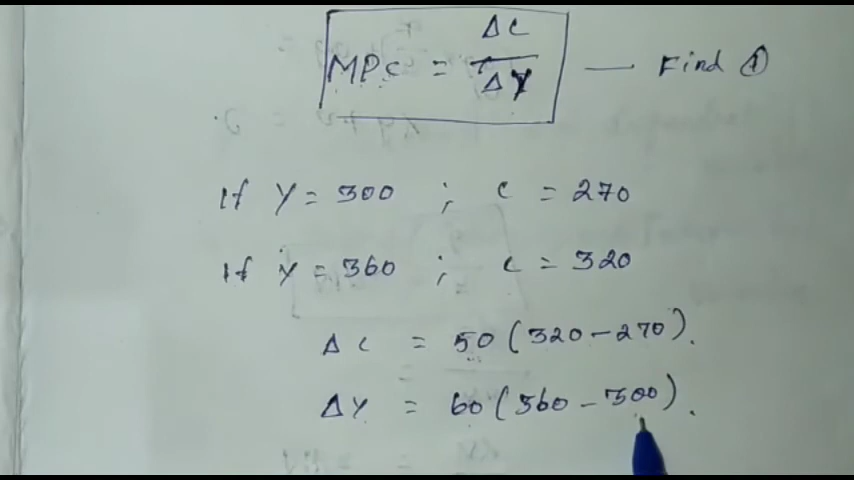 MPC = ΔC/ΔY — Find ①
If Y = 300 ; C = 270
If Y = 360 ; C = 320
ΔC = 50 (320-270).
ΔY = 60 (360-300).